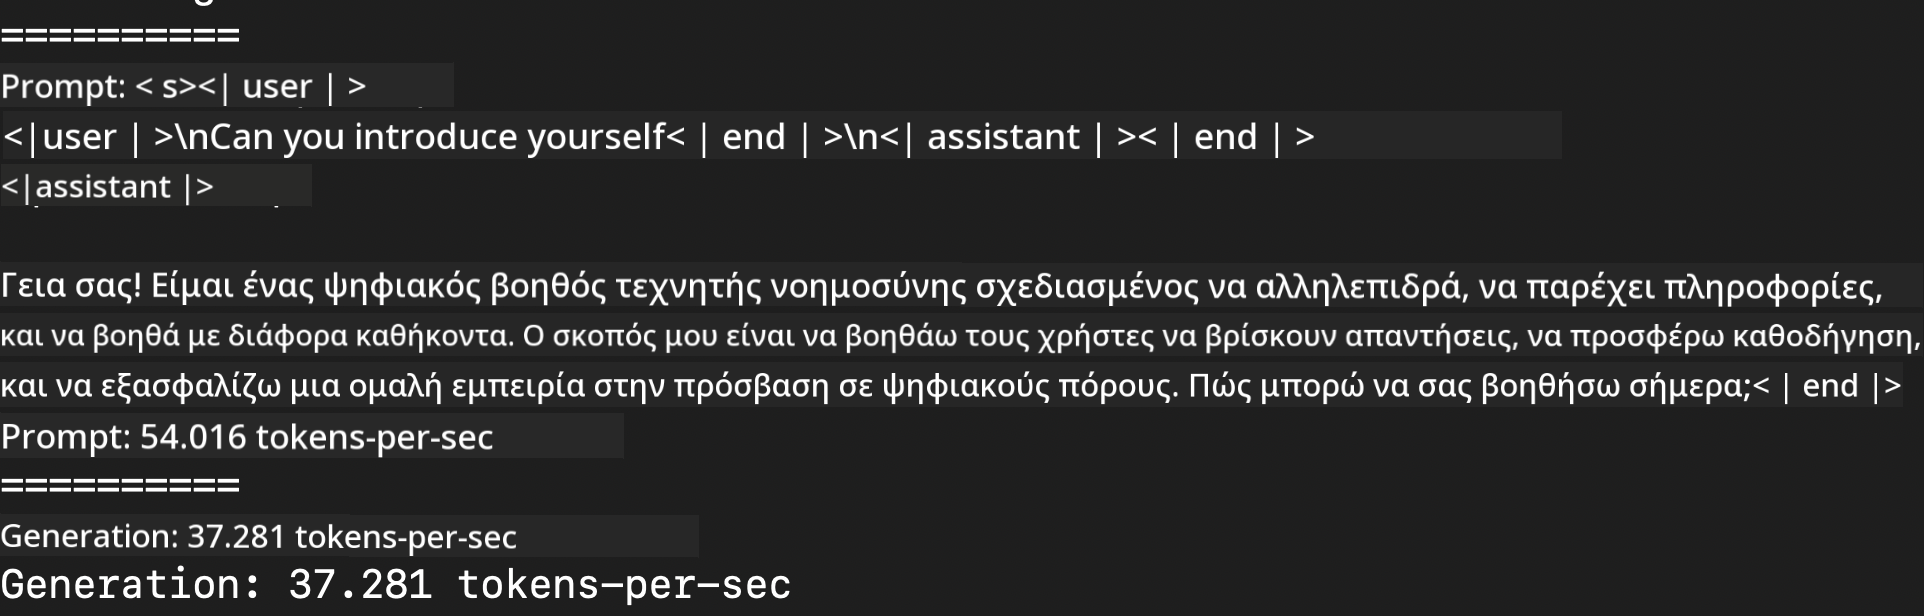 ==========
Prompt: < s><| user | >
<|user | >\nCan you introduce yourself< | end | >\n<| assistant | >< | end | >
<|assistant |>
Γεια σας! Είμαι ένας ψηφιακός βοηθός τεχνητής νοημοσύνης σχεδιασμένος να αλληλεπιδρά, να παρέχει πληροφορίες,
και να βοηθά με διάφορα καθήκοντα. Ο σκοπός μου είναι να βοηθάω τους χρήστες να βρίσκουν απαντήσεις, να προσφέρω καθοδήγηση,
και να εξασφαλίζω μια ομαλή εμπειρία στην πρόσβαση σε ψηφιακούς πόρους. Πώς μπορώ να σας βοηθήσω σήμερα;< | end |>
Prompt: 54.016 tokens-per-sec
==========
Generation: 37.281 tokens-per-sec
Generation: 37.281 tokens-per-sec